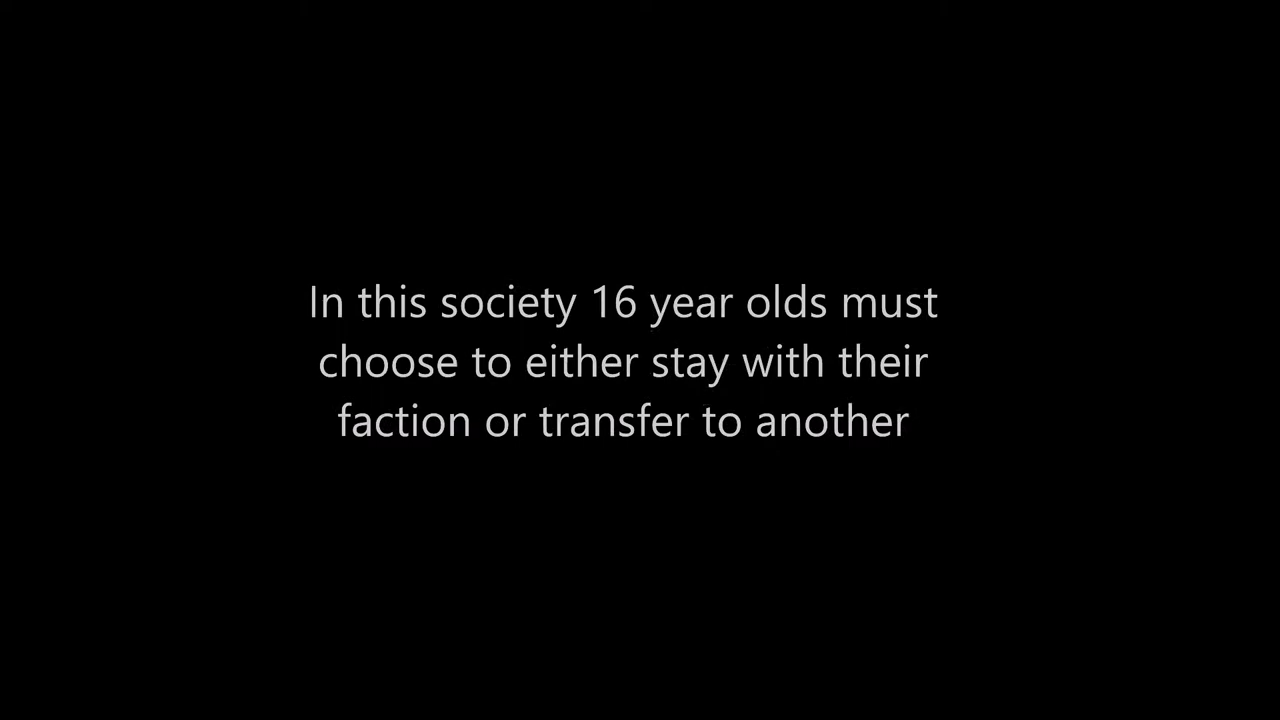 In this society 16 year olds must
choose to either stay with their
faction or transfer to another